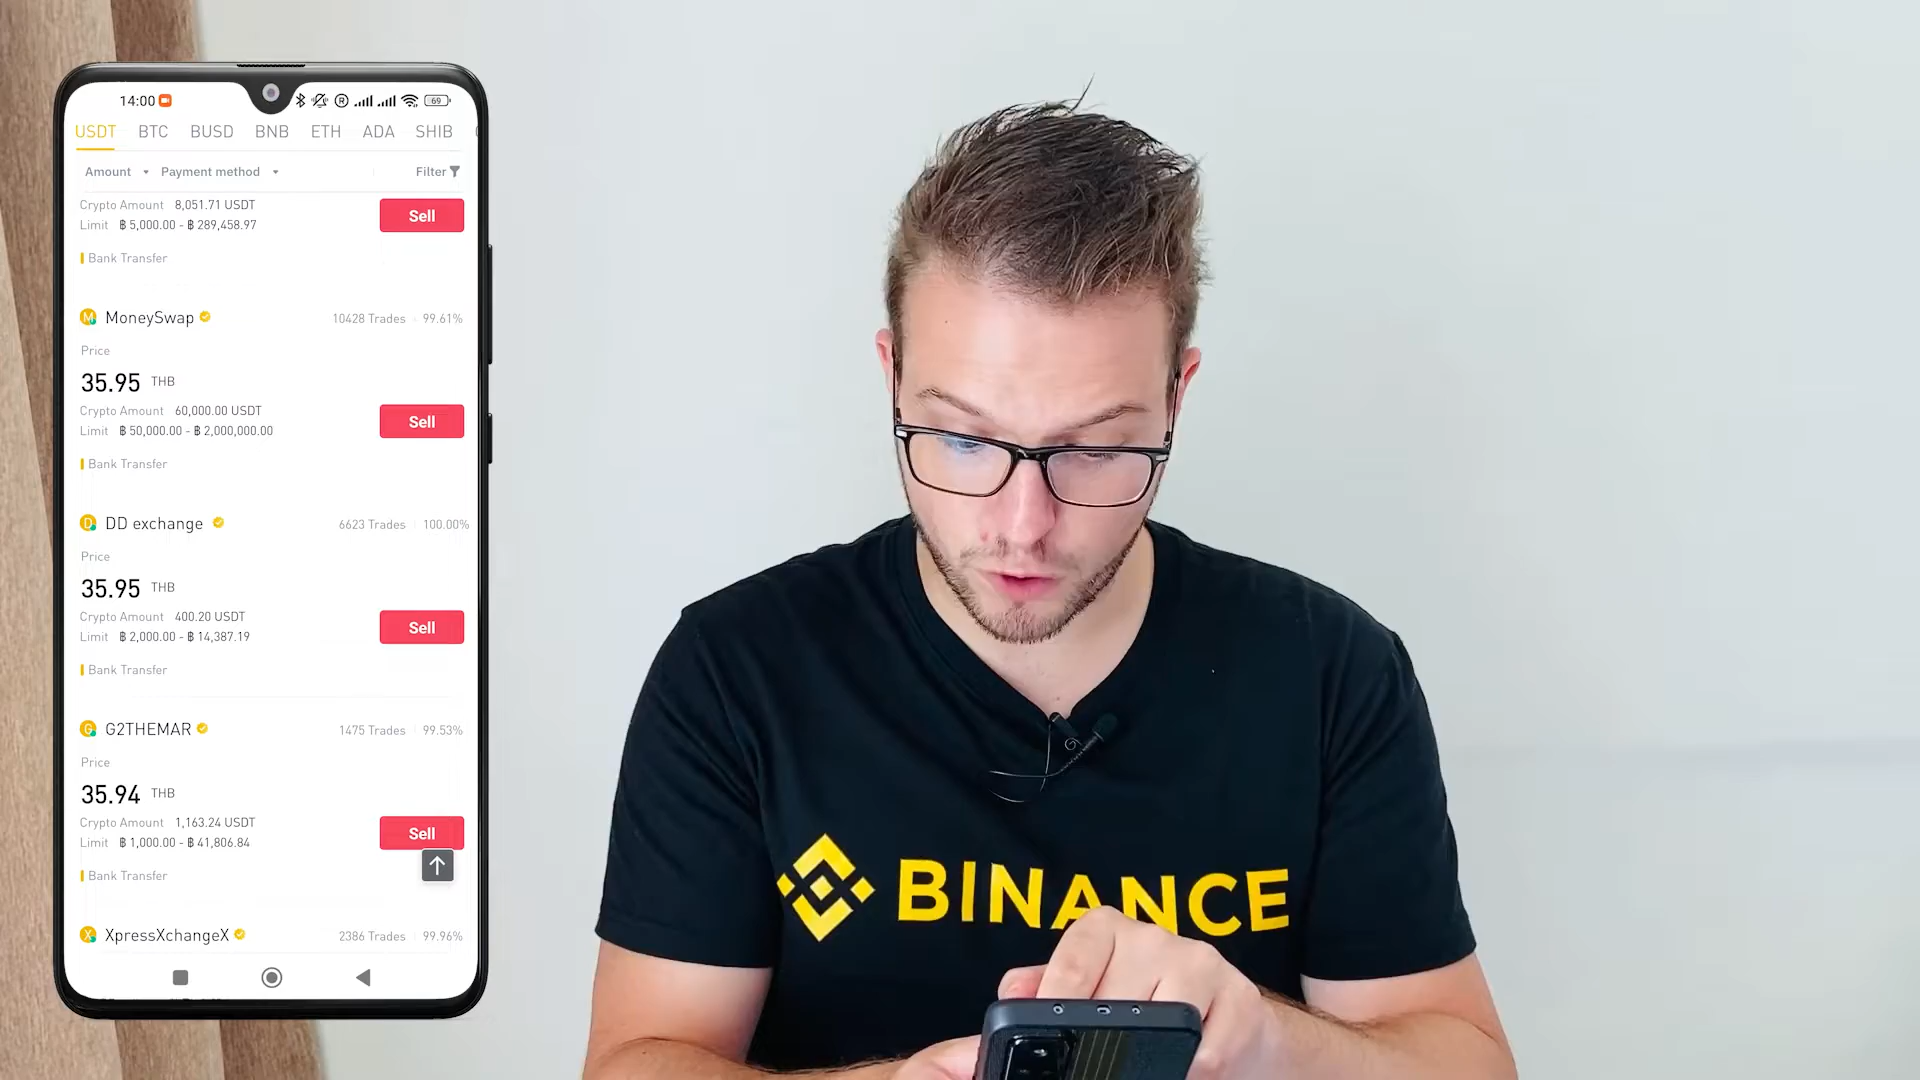 14:00
69
USDT BTC BUSD BNB ETH ADA SHIB
Amount Payment method Filter
Crypto Amount 8,051.71 USDT
Sell
Limit ฿ 5,000.00 - ฿ 289,458.97
Bank Transfer
M MoneySwap 10428 Trades 99.61%
Price
35.95 THB
Crypto Amount 60,000.00 USDT
Sell
Limit ฿ 50,000.00 - ฿ 2,000,000.00
Bank Transfer
D DD exchange 6623 Trades 100.00%
Price
35.95 THB
Crypto Amount 400.20 USDT
Sell
Limit ฿ 2,000.00 - ฿ 14,387.19
Bank Transfer
G G2THEMAR 1475 Trades 99.53%
Price
35.94 THB
Crypto Amount 1,163.24 USDT
Sell
Limit ฿ 1,000.00 - ฿ 41,806.84
Bank Transfer
X XpressXchangeX 2386 Trades 99.96%
BINANCE